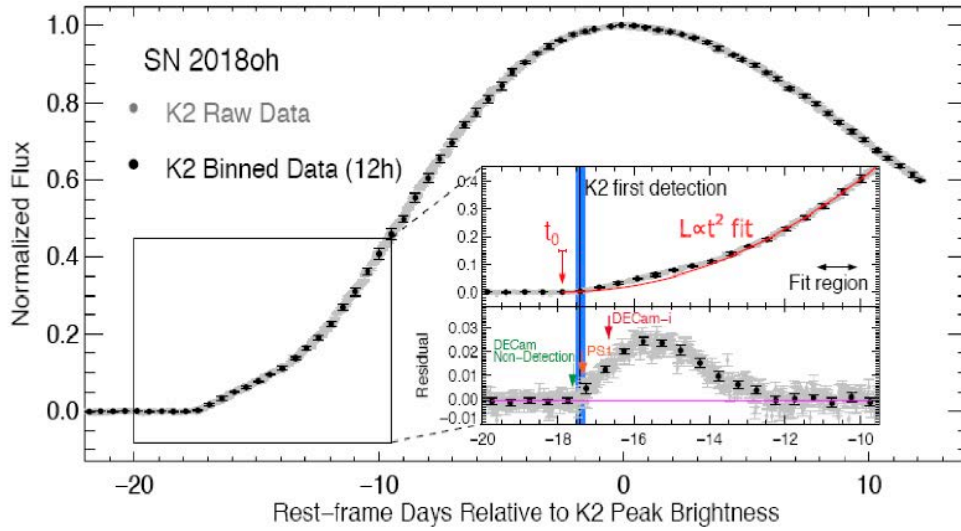 SN 2018oh
K2 Raw Data
K2 Binned Data (12h)
Normalized Flux
1.0
0.8
0.6
0.4
0.2
0.0
−20
−10
0
10
Rest−frame Days Relative to K2 Peak Brightness
K2 first detection
t₀
L∝t² fit
Fit region
0.4
0.3
0.2
0.1
0.0
DECam−i
DECam
Non−Detection
PS1
Residual
0.03
0.02
0.01
0.00
−0.01
−20
−18
−16
−14
−12
−10